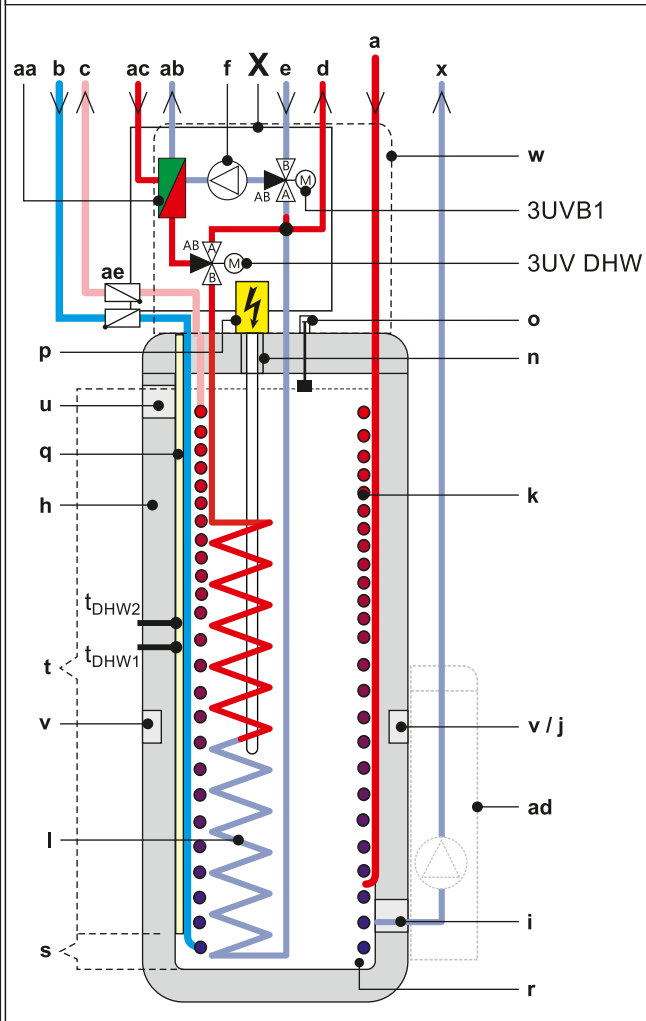 a
aa b c ac ab f X e d x
B
w
M
AB A
3UVB1
AB A
M
3UV DHW
B
ae
o
p
n
u
q
h
k
tDHW2
tDHW1
t
v
v / j
ad
l
i
s
r